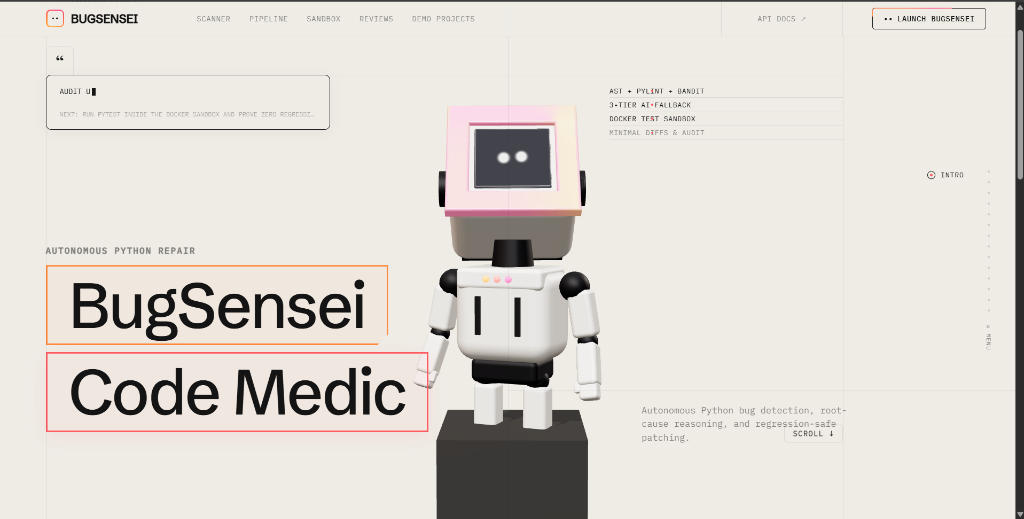 BUGSENSEI
SCANNER PIPELINE SANDBOX REVIEWS DEMO PROJECTS
API DOCS ↗
LAUNCH BUGSENSEI
“
AUDIT U
NEXT: RUN PYTEST INSIDE THE DOCKER SANDBOX AND PROVE ZERO REGRESSI…
AST + PYLINT + BANDIT
3-TIER AI FALLBACK
DOCKER TEST SANDBOX
MINIMAL DIFFS & AUDIT
INTRO
MENU
AUTONOMOUS PYTHON REPAIR
BugSensei
Code Medic
Autonomous Python bug detection, root-
cause reasoning, and regression-safe
patching.
SCROLL ↓